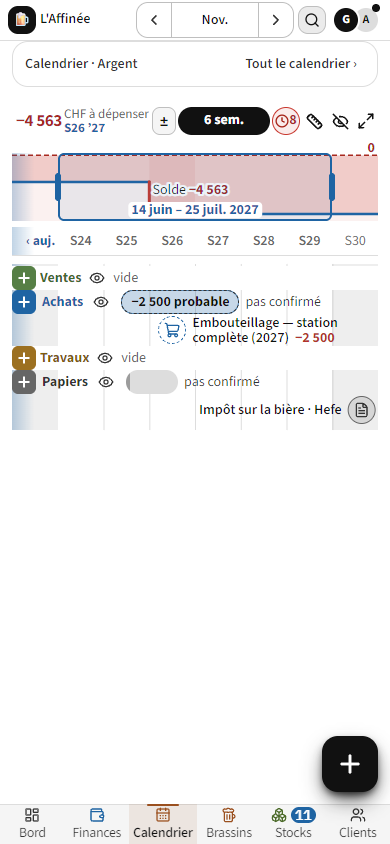 L'Affinée
Nov.
G
A
Calendrier · Argent
Tout le calendrier ›
−4 563 CHF à dépenser
S26 ’27
±
6 sem.
8
0
Solde −4 563
14 juin – 25 juil. 2027
‹ auj. S24 S25 S26 S27 S28 S29 S30
Ventes vide
Achats −2 500 probable pas confirmé
Embouteillage — station
complète (2027) −2 500
Travaux vide
Papiers pas confirmé
Impôt sur la bière · Hefe
Bord Finances Calendrier Brassins Stocks 11 Clients